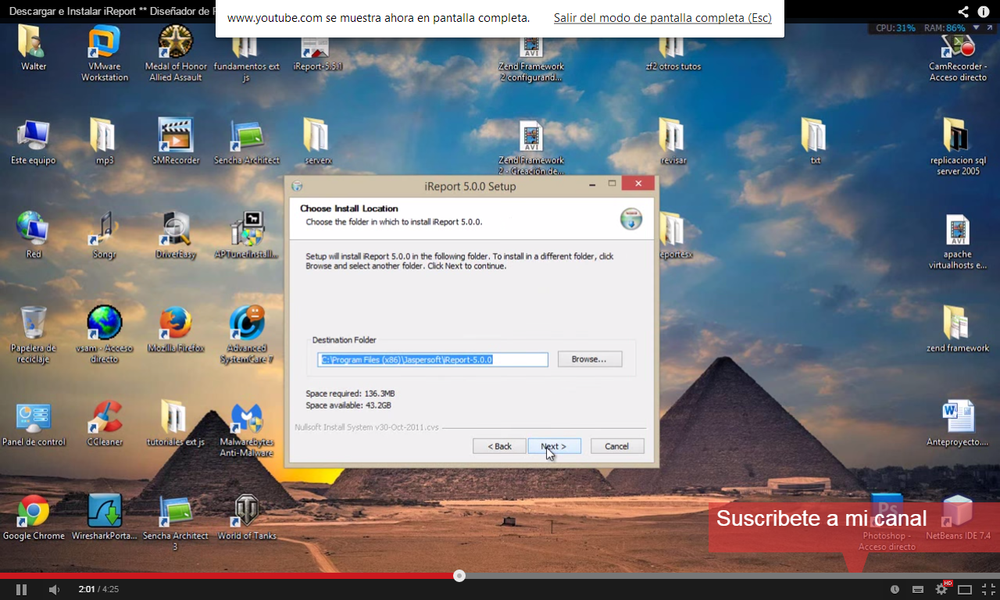 Descargar e Instalar iReport ** Diseñador de
www.youtube.com se muestra ahora en pantalla completa.
Salir del modo de pantalla completa (Esc)
CPU: 31% RAM: 86%
Walter
VMware
Workstation
Medal of Honor
Allied Assault
fundamentos ext
js
iReport-5.5.1
AVI
Zend Framework
2 configurand...
zf2 otros tutos
CamRecorder -
Acceso directo
Este equipo
mp3
SMRecorder
Sencha Architect
serverx
AVI
Zend Framework
2 - Creación de...
revisar
txt
replicacion sql
server 2005
iReport 5.0.0 Setup
Choose Install Location
Choose the folder in which to install iReport 5.0.0.
Setup will install iReport 5.0.0 in the following folder. To install in a different folder, click
Browse and select another folder. Click Next to continue.
Destination Folder
C:\Program Files (x86)\Jaspersoft\iReport-5.0.0
Browse...
Space required: 136.3MB
Space available: 43.2GB
Nullsoft Install System v30-Oct-2011.cvs
< Back
Next >
Cancel
Red
Songr
DriverEasy
APTunerInstall...
eportesx
AVI
apache
virtualhosts e...
Papelera de
reciclaje
vsam - Acceso
directo
Mozilla Firefox
Advanced
SystemCare 7
zend framework
Panel de control
CCleaner
tutoriales ext js
Malwarebytes
Anti-Malware
W
Anteproyecto....
Google Chrome
WiresharkPorta...
Sencha Architect
3
World of Tanks
Suscribete a mi canal
Ps
Photoshop -
Acceso directo
NetBeans IDE 7.4
2:01 / 4:25
HD